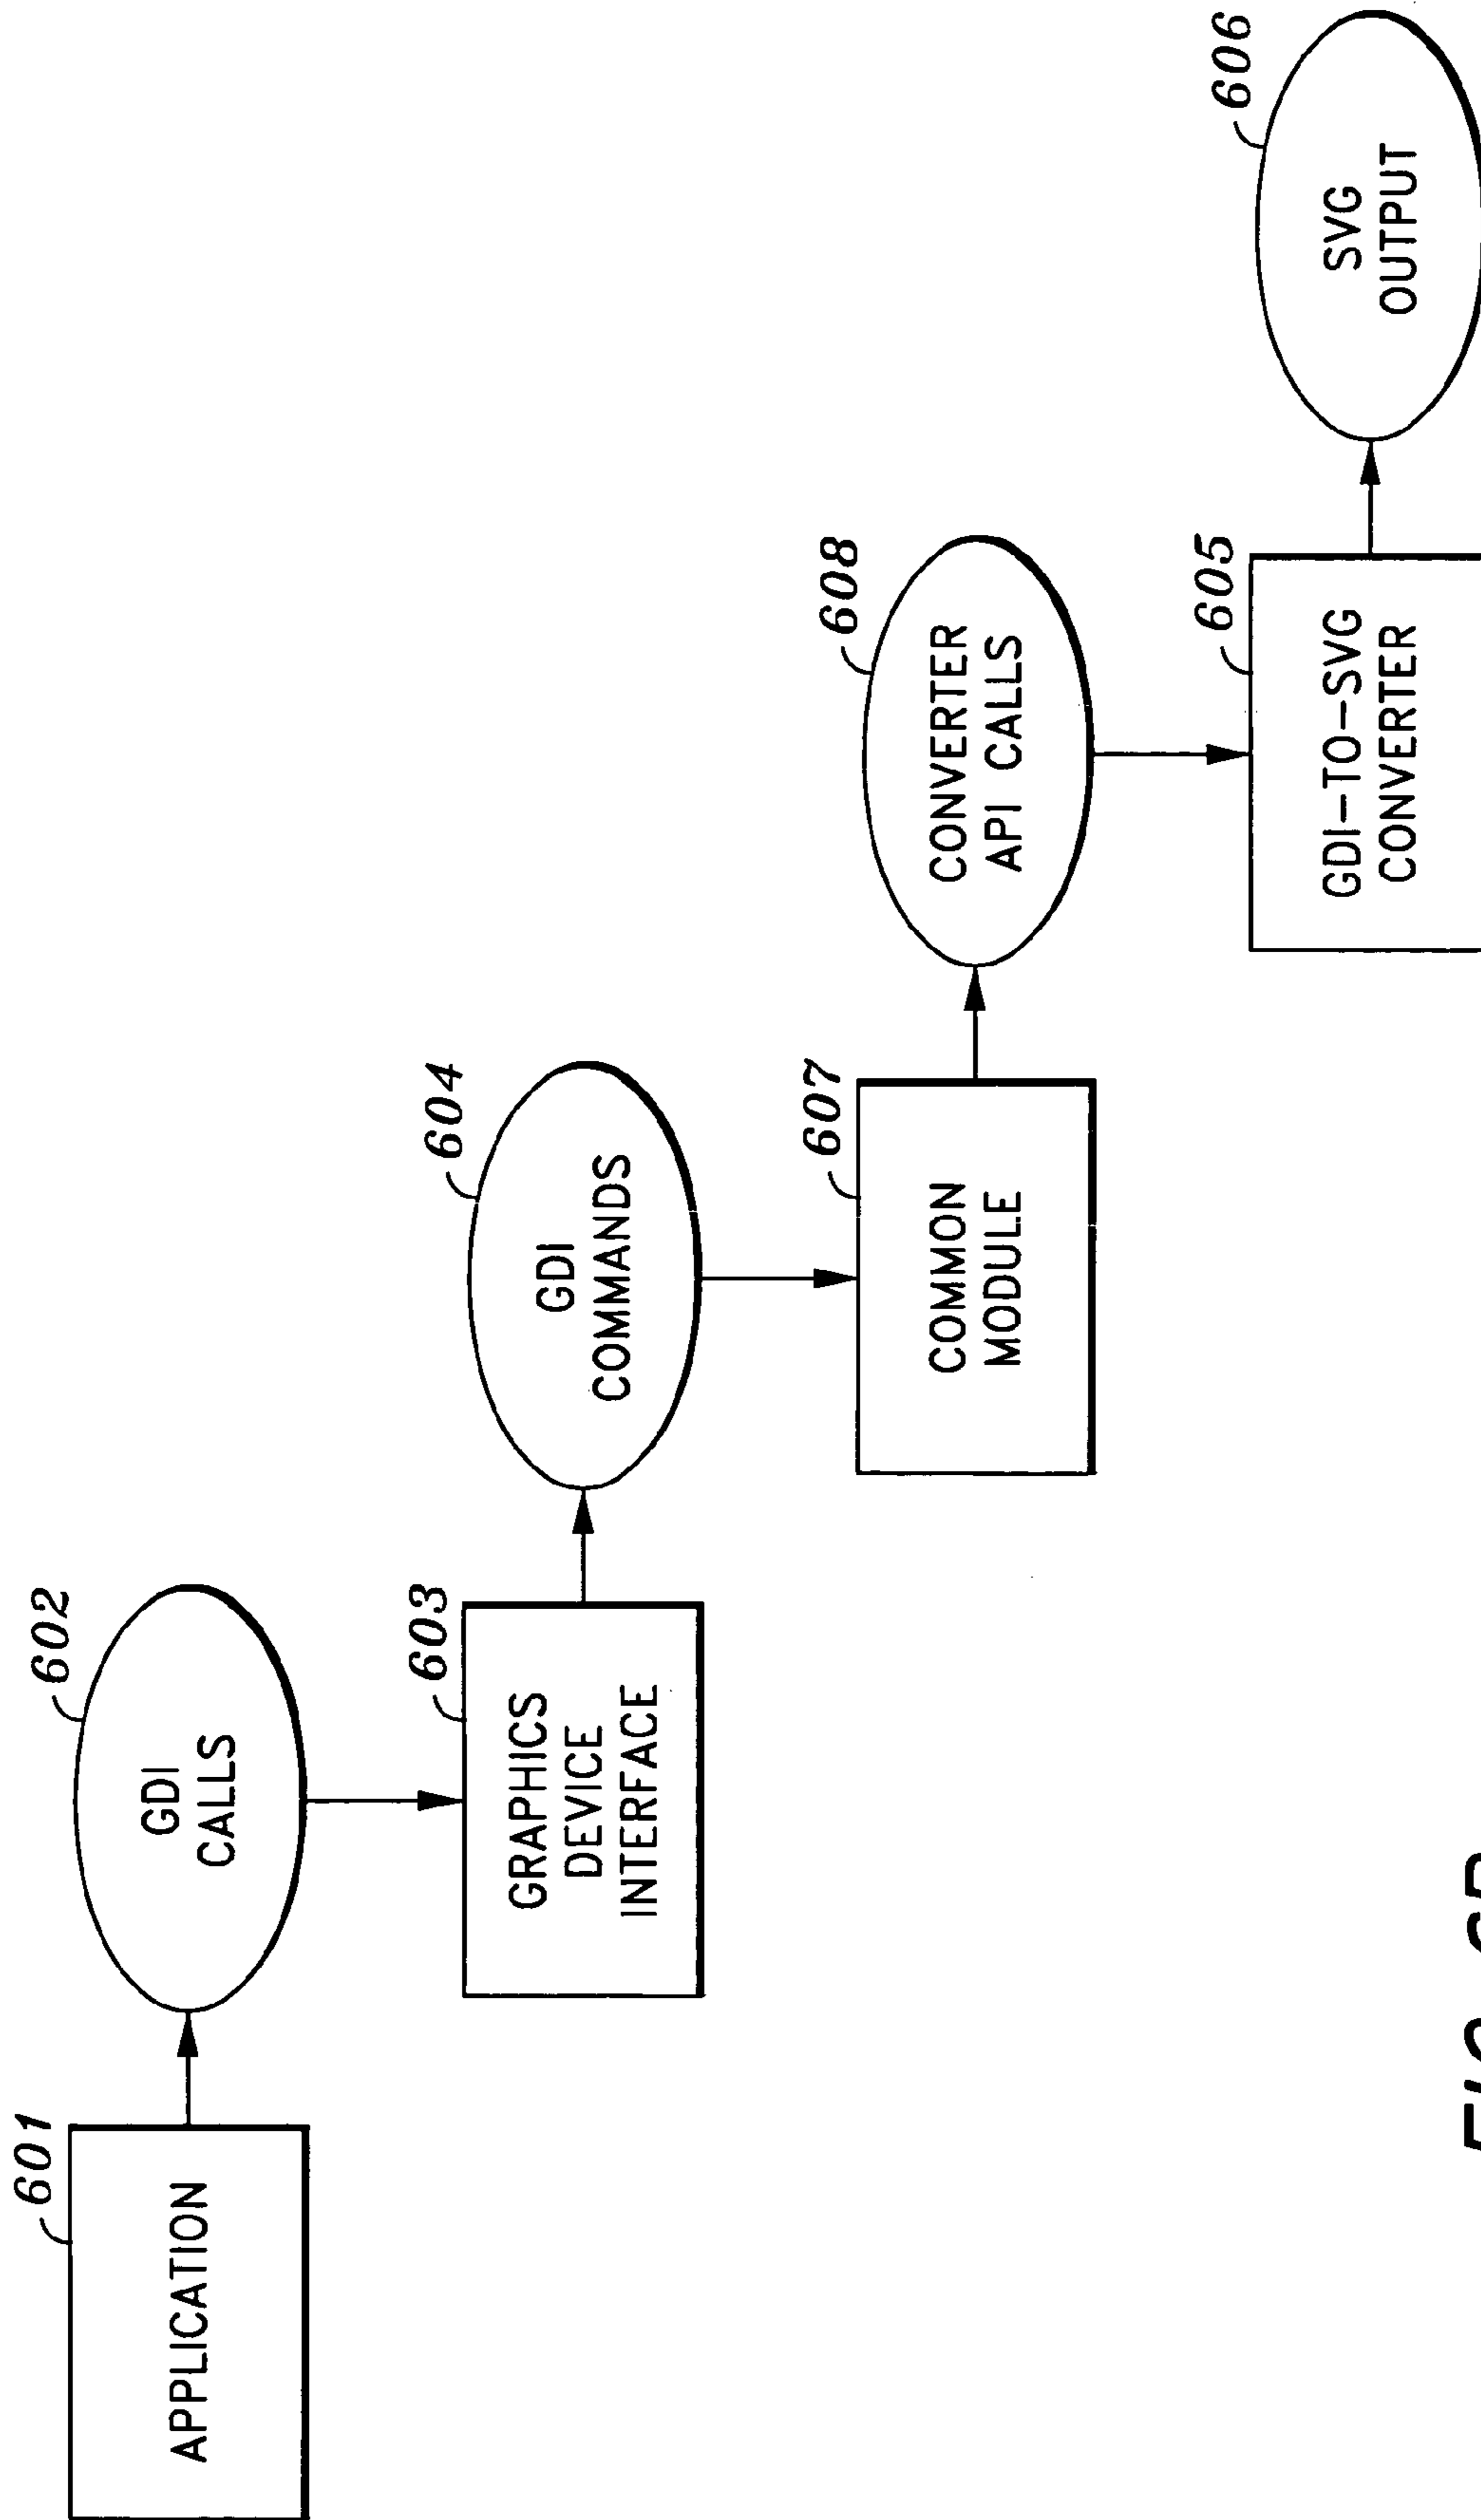 601
APPLICATION
602
GDI
CALLS
603
GRAPHICS
DEVICE
INTERFACE
604
GDI
COMMANDS
607
COMMON
MODULE
608
CONVERTER
API CALLS
605
GDI-TO-SVG
CONVERTER
606
SVG
OUTPUT